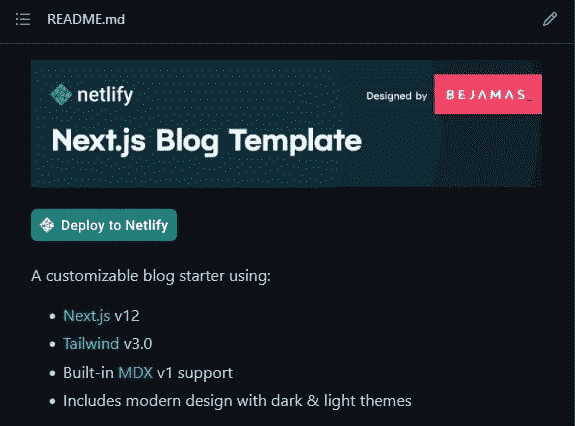 README.md
netlify
Designed by BEJAMAS_
Next.js Blog Template
Deploy to Netlify
A customizable blog starter using:
Next.js v12
Tailwind v3.0
Built-in MDX v1 support
Includes modern design with dark & light themes